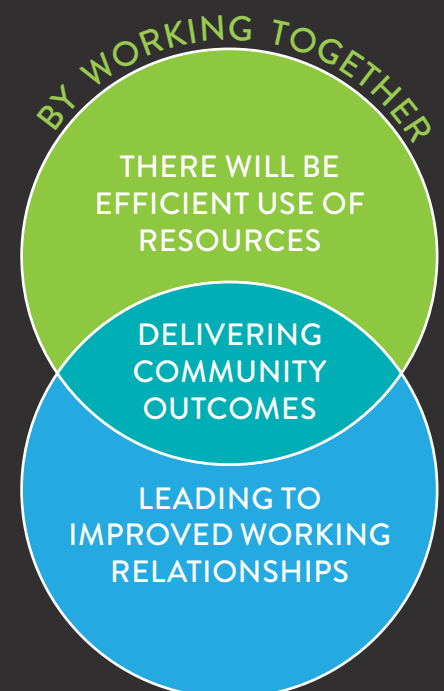 BY WORKING TOGETHER
THERE WILL BE
EFFICIENT USE OF
RESOURCES
DELIVERING
COMMUNITY
OUTCOMES
LEADING TO
IMPROVED WORKING
RELATIONSHIPS